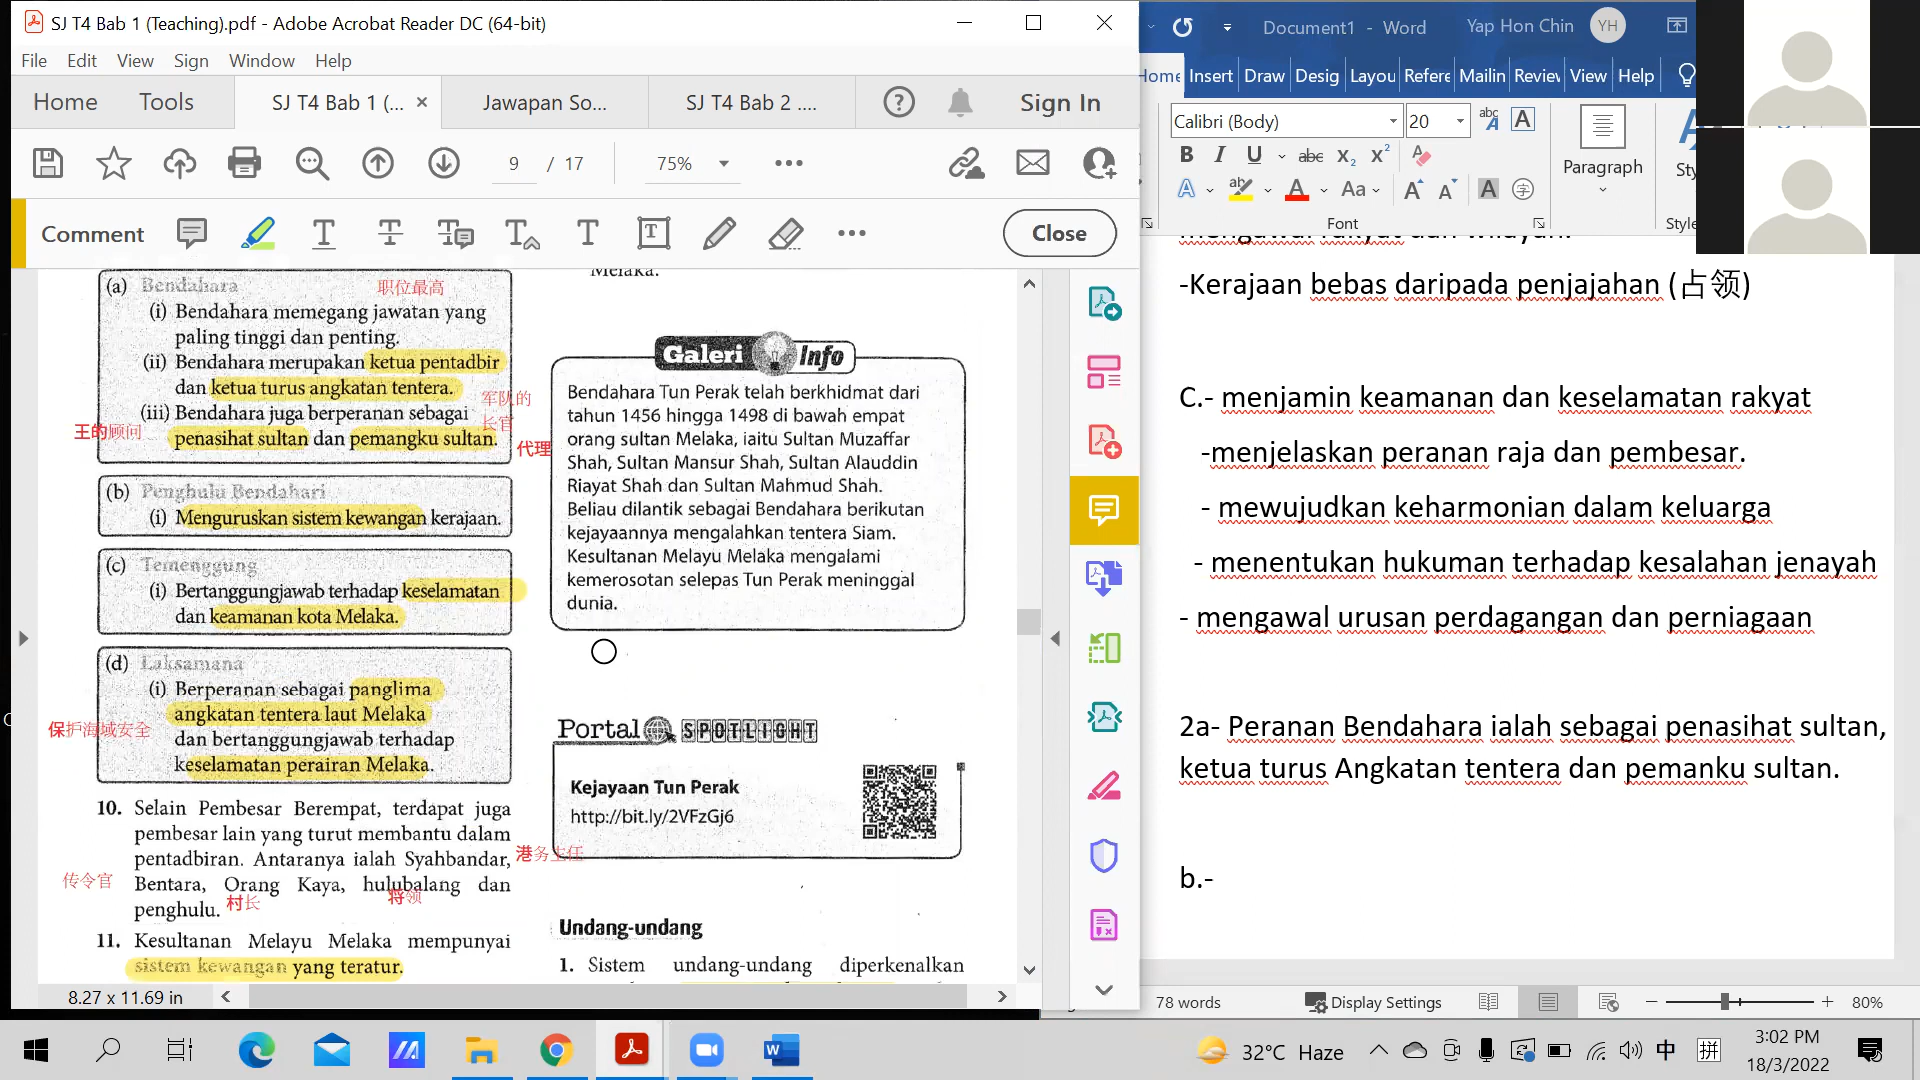 SJ T4 Bab 1 (Teaching).pdf - Adobe Acrobat Reader DC (64-bit)
File Edit View Sign Window Help
Home Tools SJ T4 Bab 1 (... × Jawapan So... SJ T4 Bab 2 .... Sign In
9 / 17 75%
Comment Close
(a) Bendahara 职位最高
(i) Bendahara memegang jawatan yang
paling tinggi dan penting.
(ii) Bendahara merupakan ketua pentadbir
dan ketua turus angkatan tentera.
军队的
长官
(iii) Bendahara juga berperanan sebagai
王的顾问
penasihat sultan dan pemangku sultan.
代理
(b) Penghulu Bendahari
(i) Menguruskan sistem kewangan kerajaan.
(c) Temenggung
(i) Bertanggungjawab terhadap keselamatan
dan keamanan kota Melaka.
(d) Laksamana
(i) Berperanan sebagai panglima
angkatan tentera laut Melaka
保护海域安全
dan bertanggungjawab terhadap
keselamatan perairan Melaka.
10. Selain Pembesar Berempat, terdapat juga
pembesar lain yang turut membantu dalam
pentadbiran. Antaranya ialah Syahbandar,
港务主任
传令官
Bentara, Orang Kaya, hulubalang dan
村长 将领
penghulu.
11. Kesultanan Melayu Melaka mempunyai
sistem kewangan yang teratur.
Melaka.
Galeri Info
Bendahara Tun Perak telah berkhidmat dari
tahun 1456 hingga 1498 di bawah empat
orang sultan Melaka, iaitu Sultan Muzaffar
Shah, Sultan Mansur Shah, Sultan Alauddin
Riayat Shah dan Sultan Mahmud Shah.
Beliau dilantik sebagai Bendahara berikutan
kejayaannya mengalahkan tentera Siam.
Kesultanan Melayu Melaka mengalami
kemerosotan selepas Tun Perak meninggal
dunia.
Portal SPOTLIGHT
Kejayaan Tun Perak
http://bit.ly/2VFzGj6
Undang-undang
1. Sistem undang-undang diperkenalkan
8.27 x 11.69 in
Document1 - Word Yap Hon Chin YH
Home Insert Draw Desig Layou Refere Mailin Reviev View Help
Calibri (Body) 20
Paragraph
Sty
Font Style
mengawal rakyat dan wilayah.
-Kerajaan bebas daripada penjajahan (占领)
C.- menjamin keamanan dan keselamatan rakyat
-menjelaskan peranan raja dan pembesar.
- mewujudkan keharmonian dalam keluarga
- menentukan hukuman terhadap kesalahan jenayah
- mengawal urusan perdagangan dan perniagaan
2a- Peranan Bendahara ialah sebagai penasihat sultan,
ketua turus Angkatan tentera dan pemanku sultan.
b.-
78 words Display Settings 80%
32°C Haze 中 拼 3:02 PM
18/3/2022